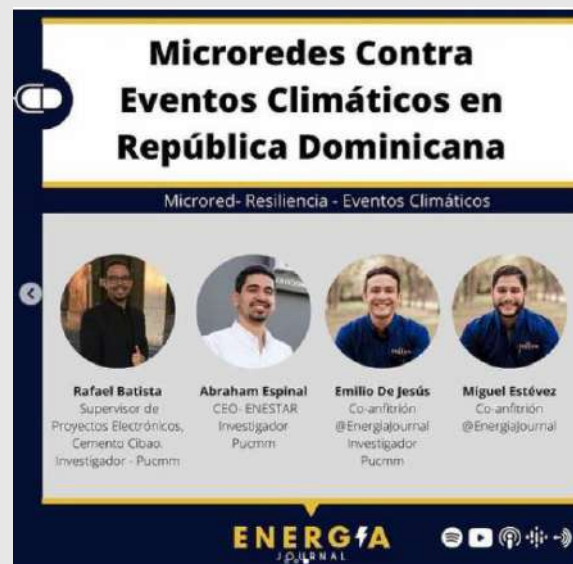 Microredes Contra
Eventos Climáticos en
República Dominicana
Microred- Resiliencia - Eventos Climáticos
Rafael Batista
Supervisor de
Proyectos Electrónicos,
Cemento Cibao.
Investigador - Pucmm
Abraham Espinal
CEO- ENESTAR
Investigador
Pucmm
Emilio De Jesús
Co-anfitrión
@EnergiaJournal
Investigador
Pucmm
Miguel Estévez
Co-anfitrión
@EnergiaJournal
ENERGIA
JOURNAL